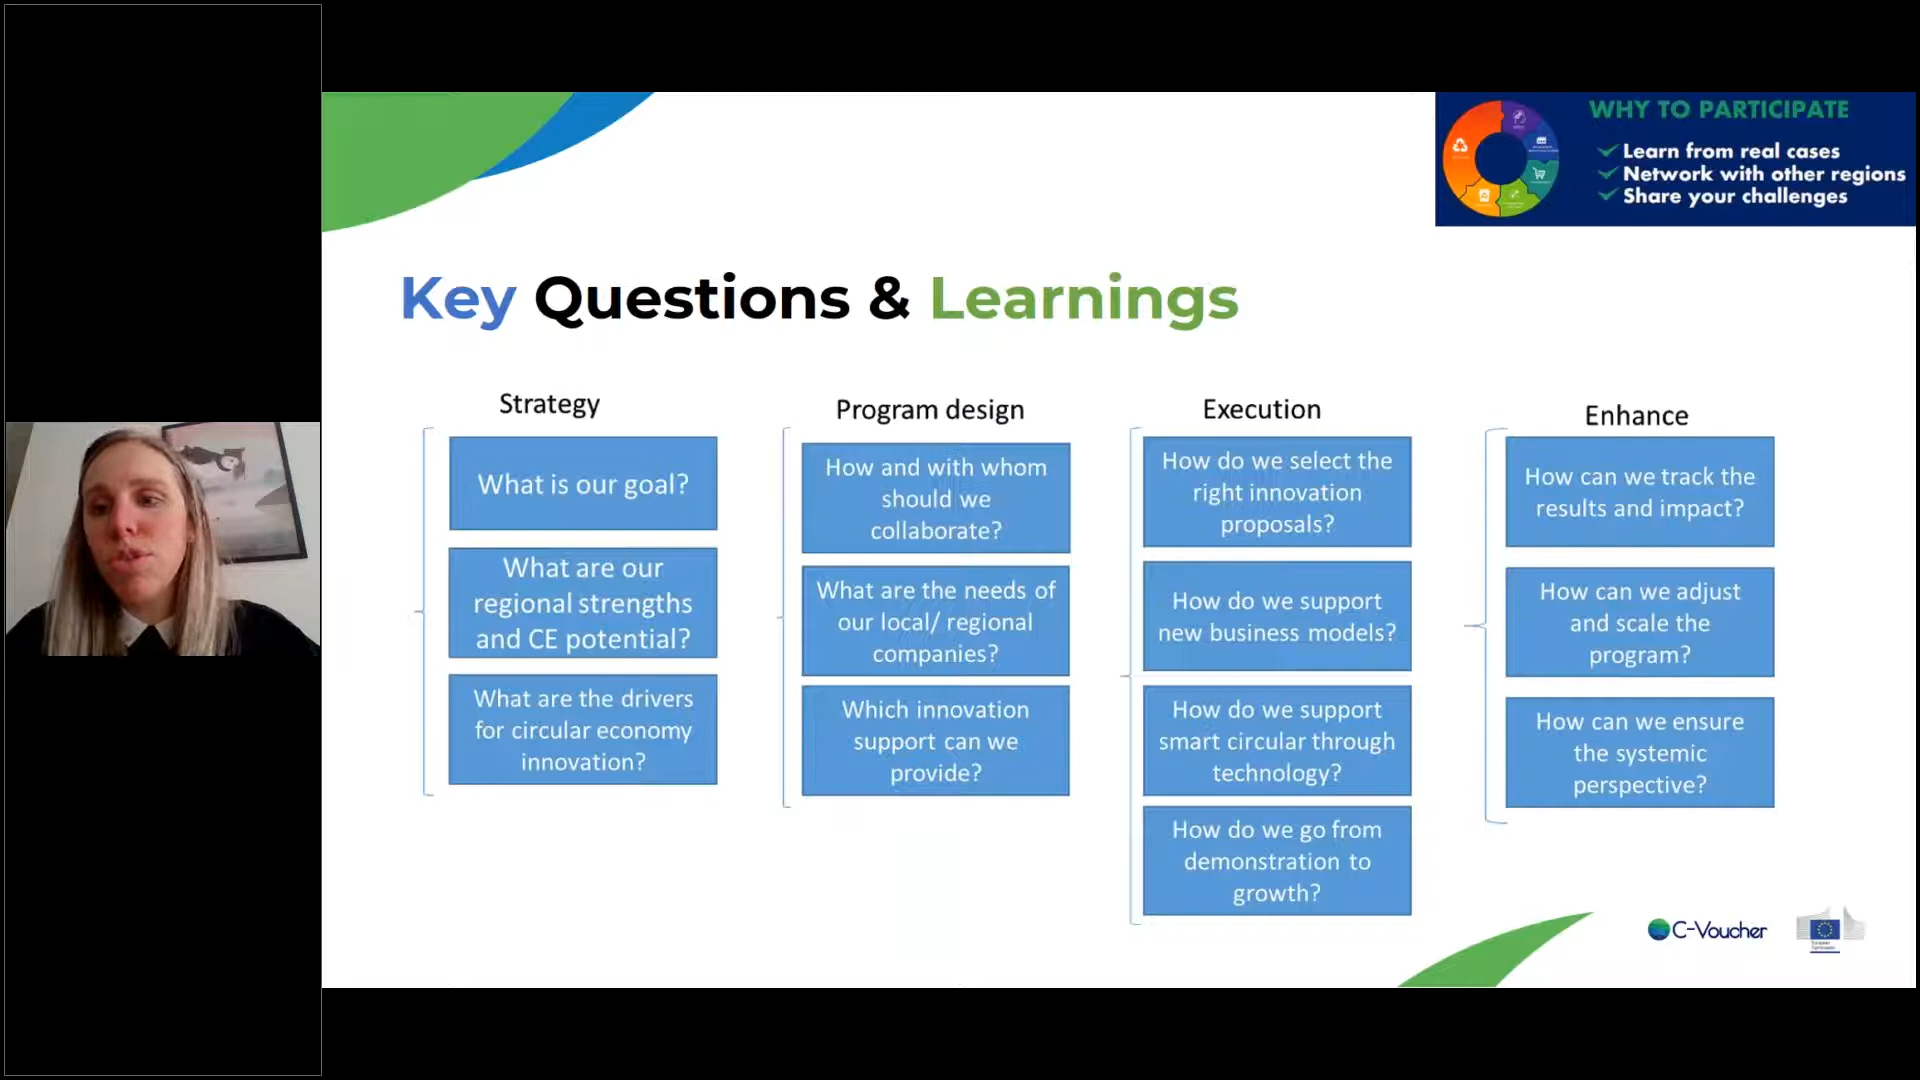 WHY TO PARTICIPATE
Learn from real cases
Network with other regions
Share your challenges
Key Questions & Learnings
Strategy
What is our goal?
What are our
regional strengths
and CE potential?
What are the drivers
for circular economy
innovation?
Program design
How and with whom
should we
collaborate?
What are the needs of
our local/ regional
companies?
Which innovation
support can we
provide?
Execution
How do we select the
right innovation
proposals?
How do we support
new business models?
How do we support
smart circular through
technology?
How do we go from
demonstration to
growth?
Enhance
How can we track the
results and impact?
How can we adjust
and scale the
program?
How can we ensure
the systemic
perspective?
C-Voucher
European
Commission